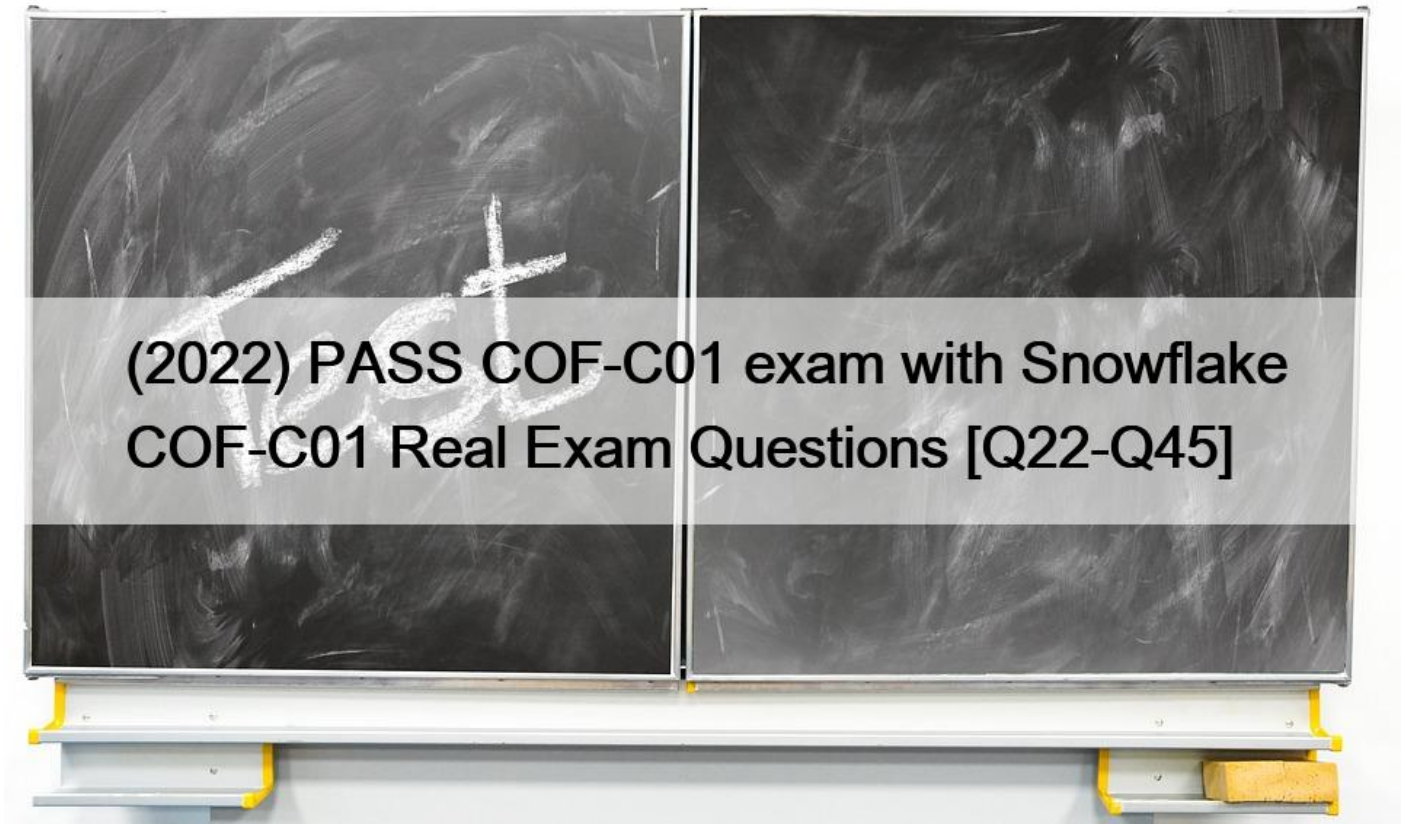 Test
(2022) PASS COF-C01 exam with Snowflake
COF-C01 Real Exam Questions [Q22-Q45]